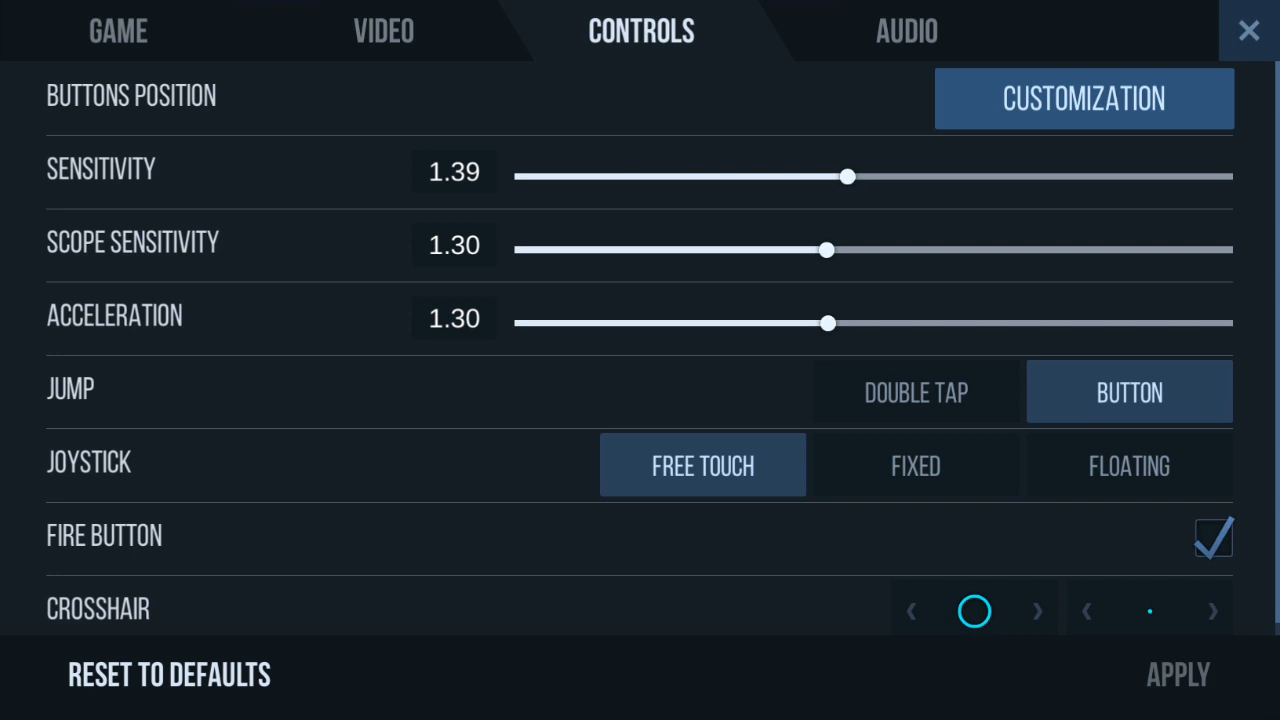 GAME VIDEO CONTROLS AUDIO
BUTTONS POSITION CUSTOMIZATION
SENSITIVITY 1.39
SCOPE SENSITIVITY 1.30
ACCELERATION 1.30
JUMP DOUBLE TAP BUTTON
JOYSTICK FREE TOUCH FIXED FLOATING
FIRE BUTTON
CROSSHAIR
RESET TO DEFAULTS APPLY